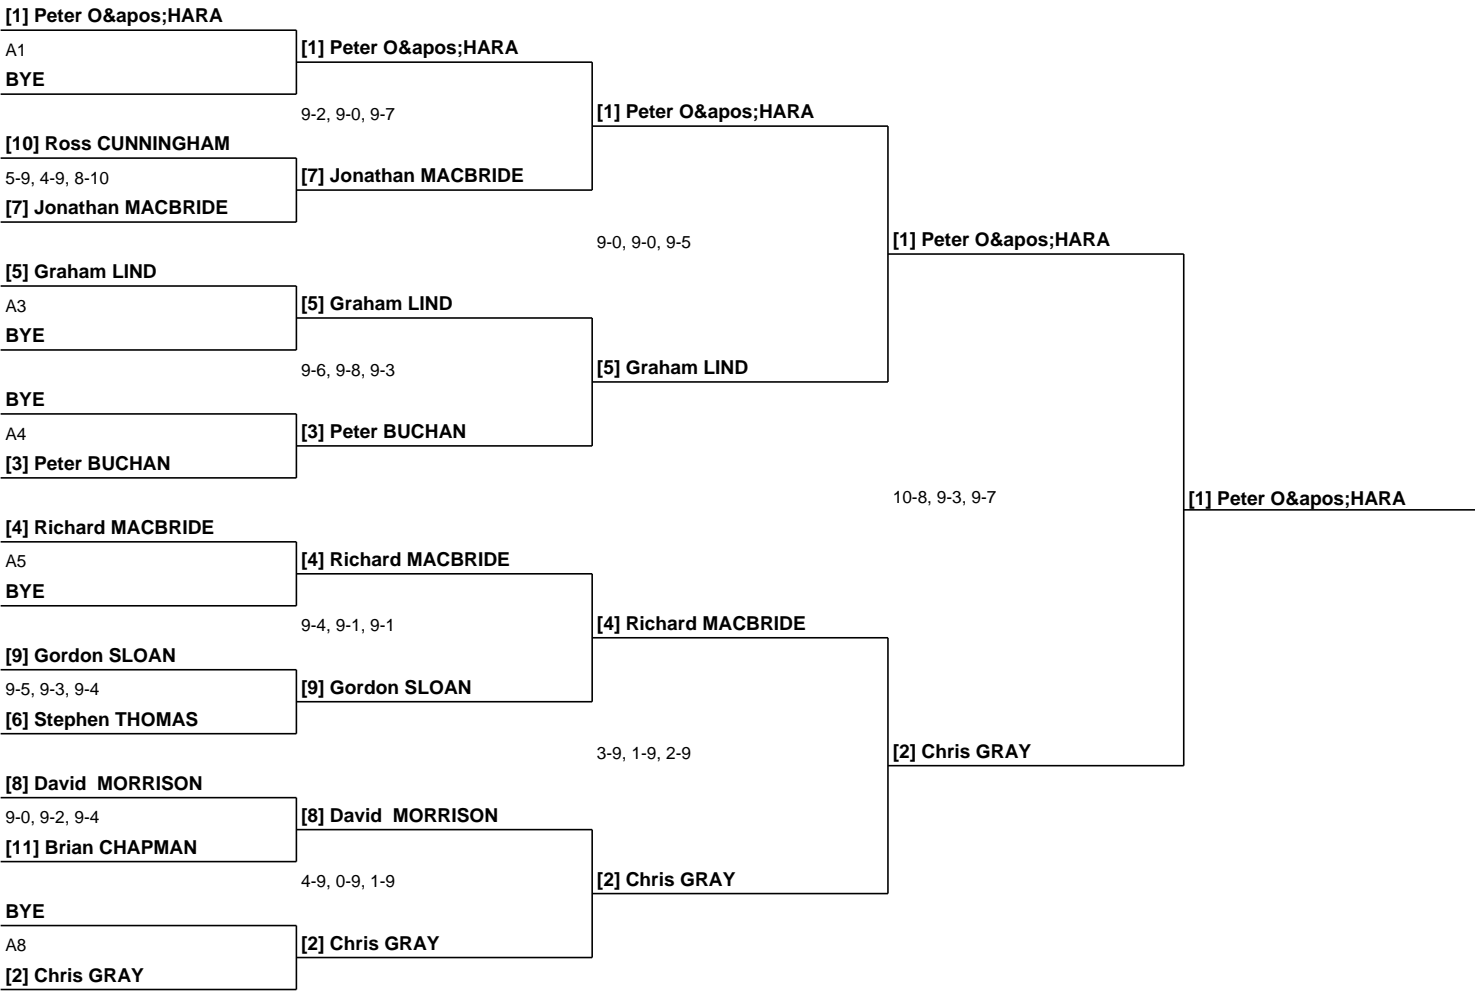 [1] Peter O&apos;HARA
A1
BYE
[10] Ross CUNNINGHAM
5-9, 4-9, 8-10
[7] Jonathan MACBRIDE
[5] Graham LIND
A3
BYE
BYE
A4
[3] Peter BUCHAN
[4] Richard MACBRIDE
A5
BYE
[9] Gordon SLOAN
9-5, 9-3, 9-4
[6] Stephen THOMAS
[8] David  MORRISON
9-0, 9-2, 9-4
[11] Brian CHAPMAN
BYE
A8
[2] Chris GRAY
[1] Peter O&apos;HARA
9-2, 9-0, 9-7
[7] Jonathan MACBRIDE
[5] Graham LIND
9-6, 9-8, 9-3
[3] Peter BUCHAN
[4] Richard MACBRIDE
9-4, 9-1, 9-1
[9] Gordon SLOAN
[8] David  MORRISON
4-9, 0-9, 1-9
[2] Chris GRAY
[1] Peter O&apos;HARA
9-0, 9-0, 9-5
[5] Graham LIND
[4] Richard MACBRIDE
3-9, 1-9, 2-9
[2] Chris GRAY
[1] Peter O&apos;HARA
10-8, 9-3, 9-7
[2] Chris GRAY
[1] Peter O&apos;HARA